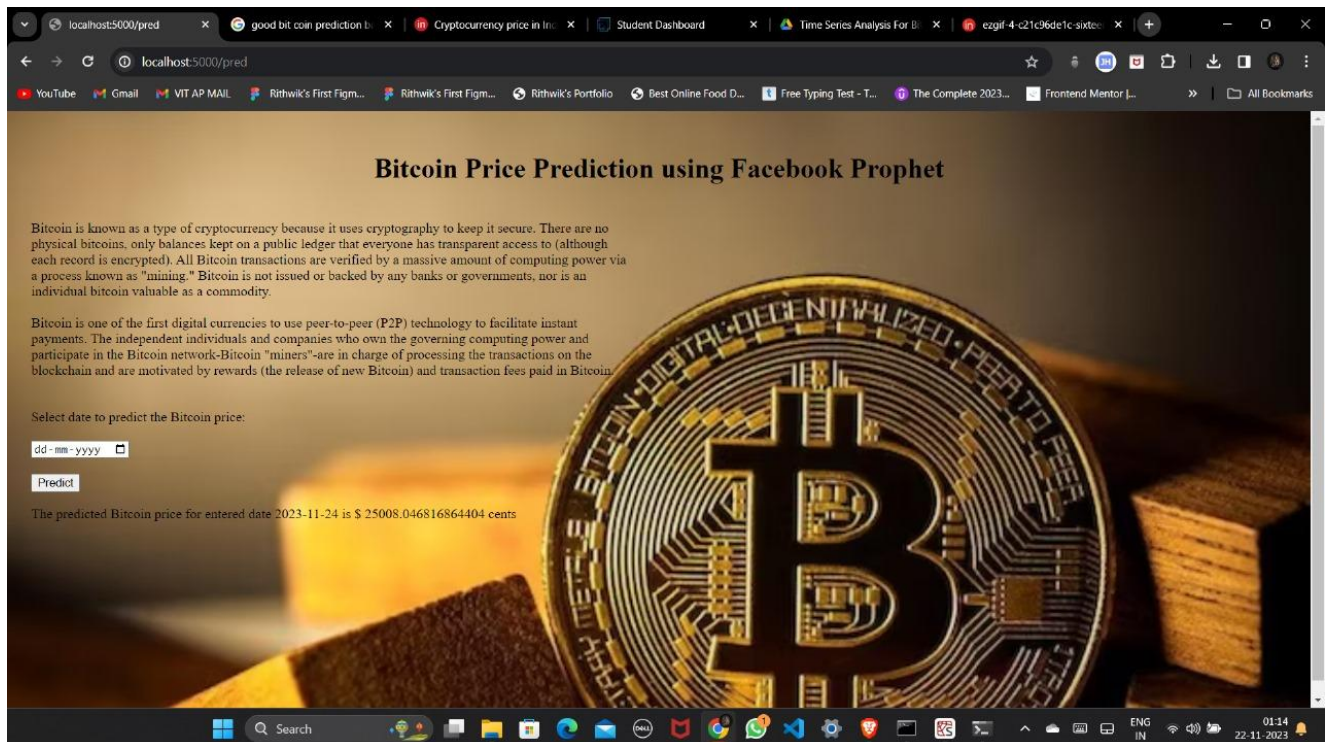 localhost:5000/pred
good bit coin prediction b
Cryptocurrency price in Inc
Student Dashboard
Time Series Analysis For Bi
ezgif-4-c21c96de1c-sixtee
localhost:5000/pred
YouTube
Gmail
VIT AP MAIL
Rithwik's First Figm...
Rithwik's First Figm...
Rithwik's Portfolio
Best Online Food D...
Free Typing Test - T...
The Complete 2023...
Frontend Mentor |...
»
All Bookmarks
Bitcoin Price Prediction using Facebook Prophet
Bitcoin is known as a type of cryptocurrency because it uses cryptography to keep it secure. There are no
physical bitcoins, only balances kept on a public ledger that everyone has transparent access to (although
each record is encrypted). All Bitcoin transactions are verified by a massive amount of computing power via
a process known as "mining." Bitcoin is not issued or backed by any banks or governments, nor is an
individual bitcoin valuable as a commodity.
Bitcoin is one of the first digital currencies to use peer-to-peer (P2P) technology to facilitate instant
payments. The independent individuals and companies who own the governing computing power and
participate in the Bitcoin network-Bitcoin "miners"-are in charge of processing the transactions on the
blockchain and are motivated by rewards (the release of new Bitcoin) and transaction fees paid in Bitcoin.
Select date to predict the Bitcoin price:
dd-mm-yyyy
Predict
The predicted Bitcoin price for entered date 2023-11-24 is $ 25008.046816864404 cents
DIGITAL DECENTRALIZED PEER TO PEER
BITCOIN
Search
DELL
ENG
IN
01:14
22-11-2023